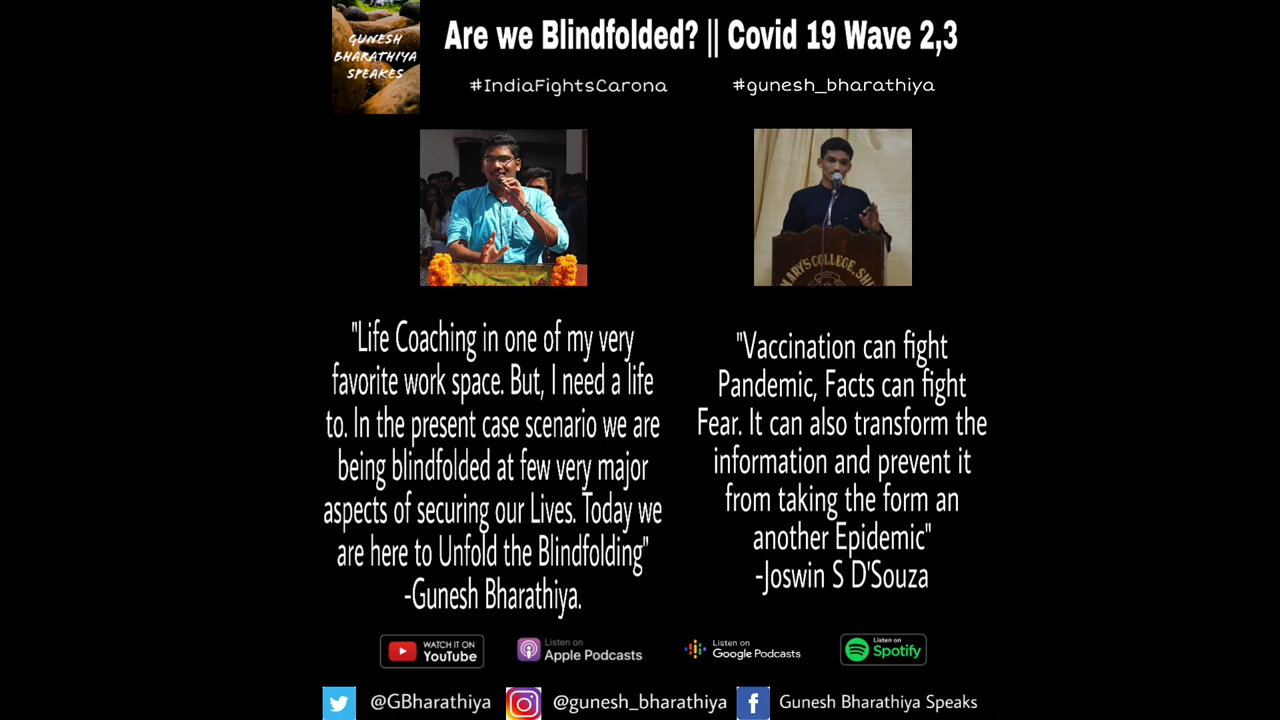 GUNESH
BHARATHIYA
SPEAKES
Are we Blindfolded? || Covid 19 Wave 2,3
#IndiaFightsCarona
#gunesh_bharathiya
MARY'S COLLEGE, SHI
"Life Coaching in one of my very
favorite work space. But, I need a life
to. In the present case scenario we are
being blindfolded at few very major
aspects of securing our Lives. Today we
are here to Unfold the Blindfolding"
-Gunesh Bharathiya.
"Vaccination can fight
Pandemic, Facts can fight
Fear. It can also transform the
information and prevent it
from taking the form an
another Epidemic"
-Joswin S D'Souza
WATCH IT ON
YouTube
Listen on
Apple Podcasts
Listen on
Google Podcasts
Listen on
Spotify
@GBharathiya
@gunesh_bharathiya
Gunesh Bharathiya Speaks